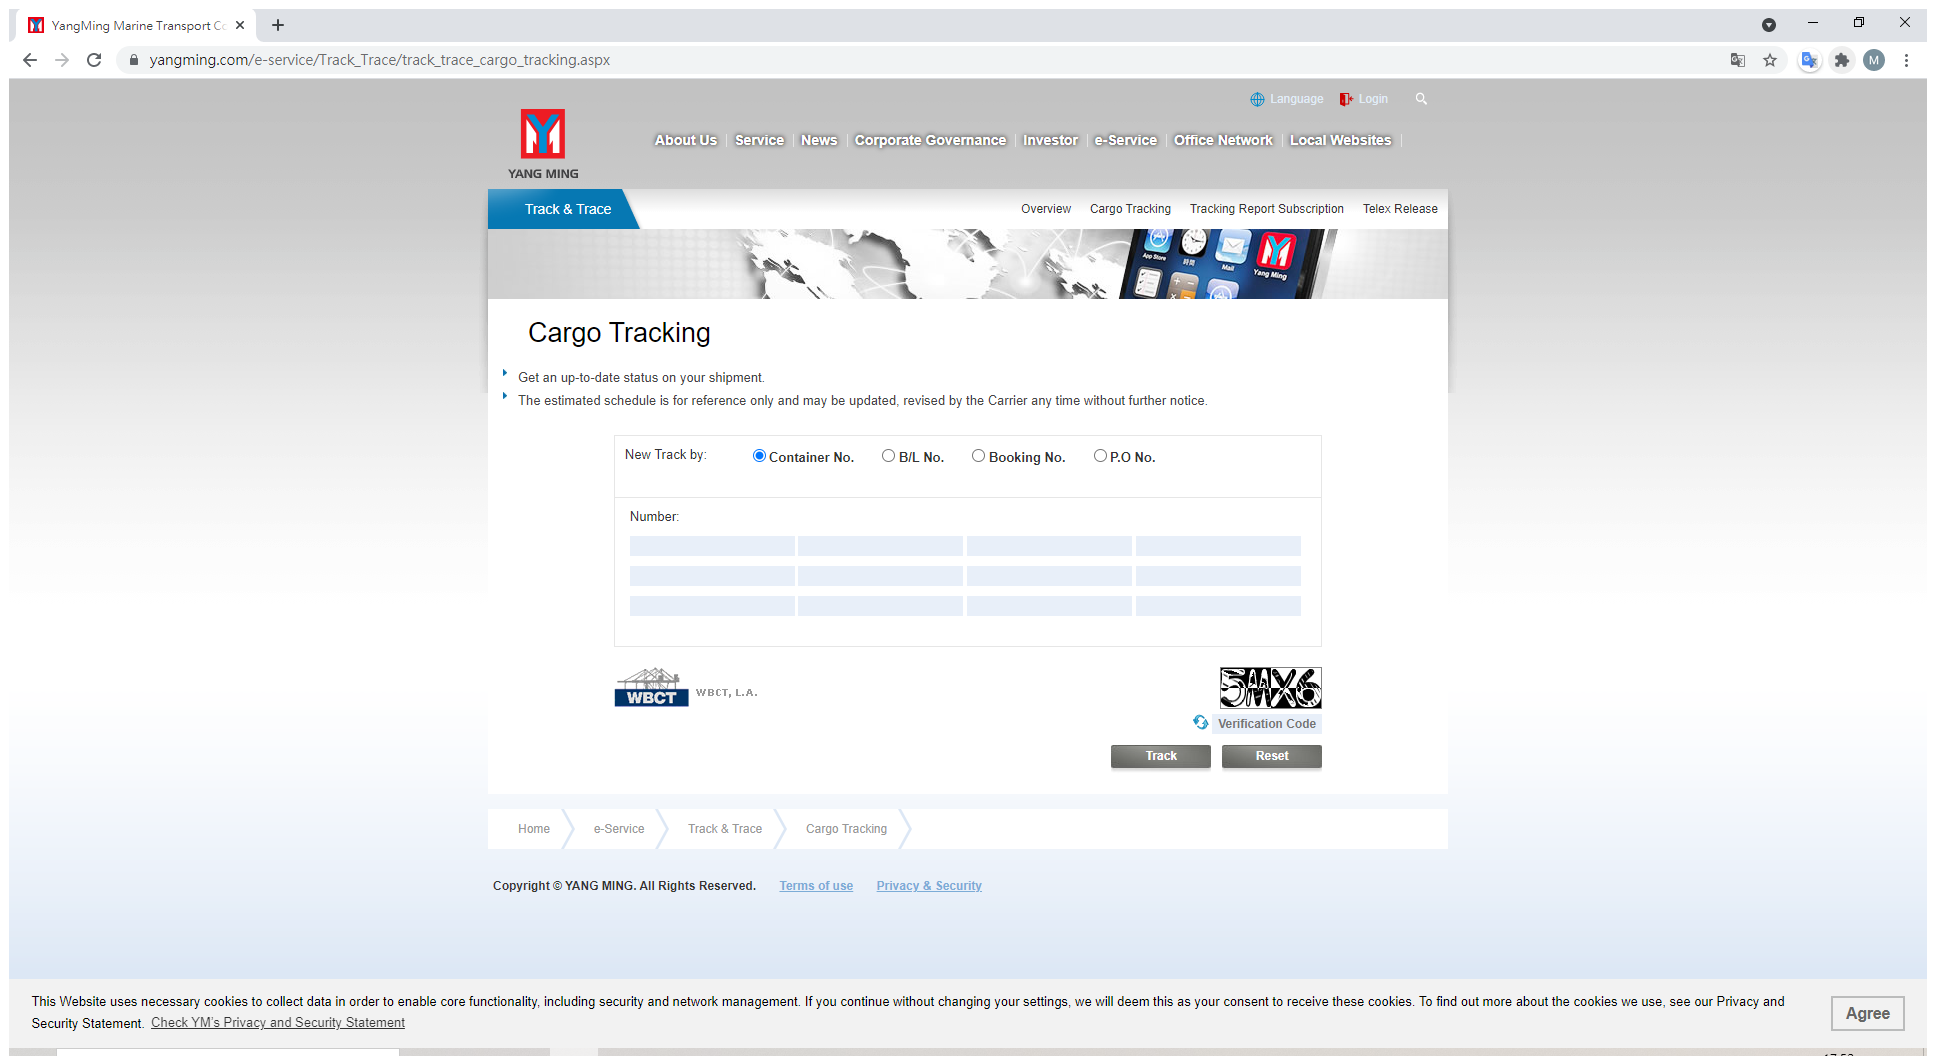 YangMing Marine Transport Co
yangming.com/e-service/Track_Trace/track_trace_cargo_tracking.aspx
M
Language Login
YANG MING
About Us Service News Corporate Governance Investor e-Service Office Network Local Websites
Track & Trace
Overview Cargo Tracking Tracking Report Subscription Telex Release
App Store 時間 Mail Yang Ming
Cargo Tracking
Get an up-to-date status on your shipment.
The estimated schedule is for reference only and may be updated, revised by the Carrier any time without further notice.
New Track by: Container No. B/L No. Booking No. P.O No.
Number:
WBCT WBCT, L.A.
Verification Code
Track Reset
Home e-Service Track & Trace Cargo Tracking
Copyright © YANG MING. All Rights Reserved. Terms of use Privacy & Security
This Website uses necessary cookies to collect data in order to enable core functionality, including security and network management. If you continue without changing your settings, we will deem this as your consent to receive these cookies. To find out more about the cookies we use, see our Privacy and
Security Statement. Check YM's Privacy and Security Statement
Agree